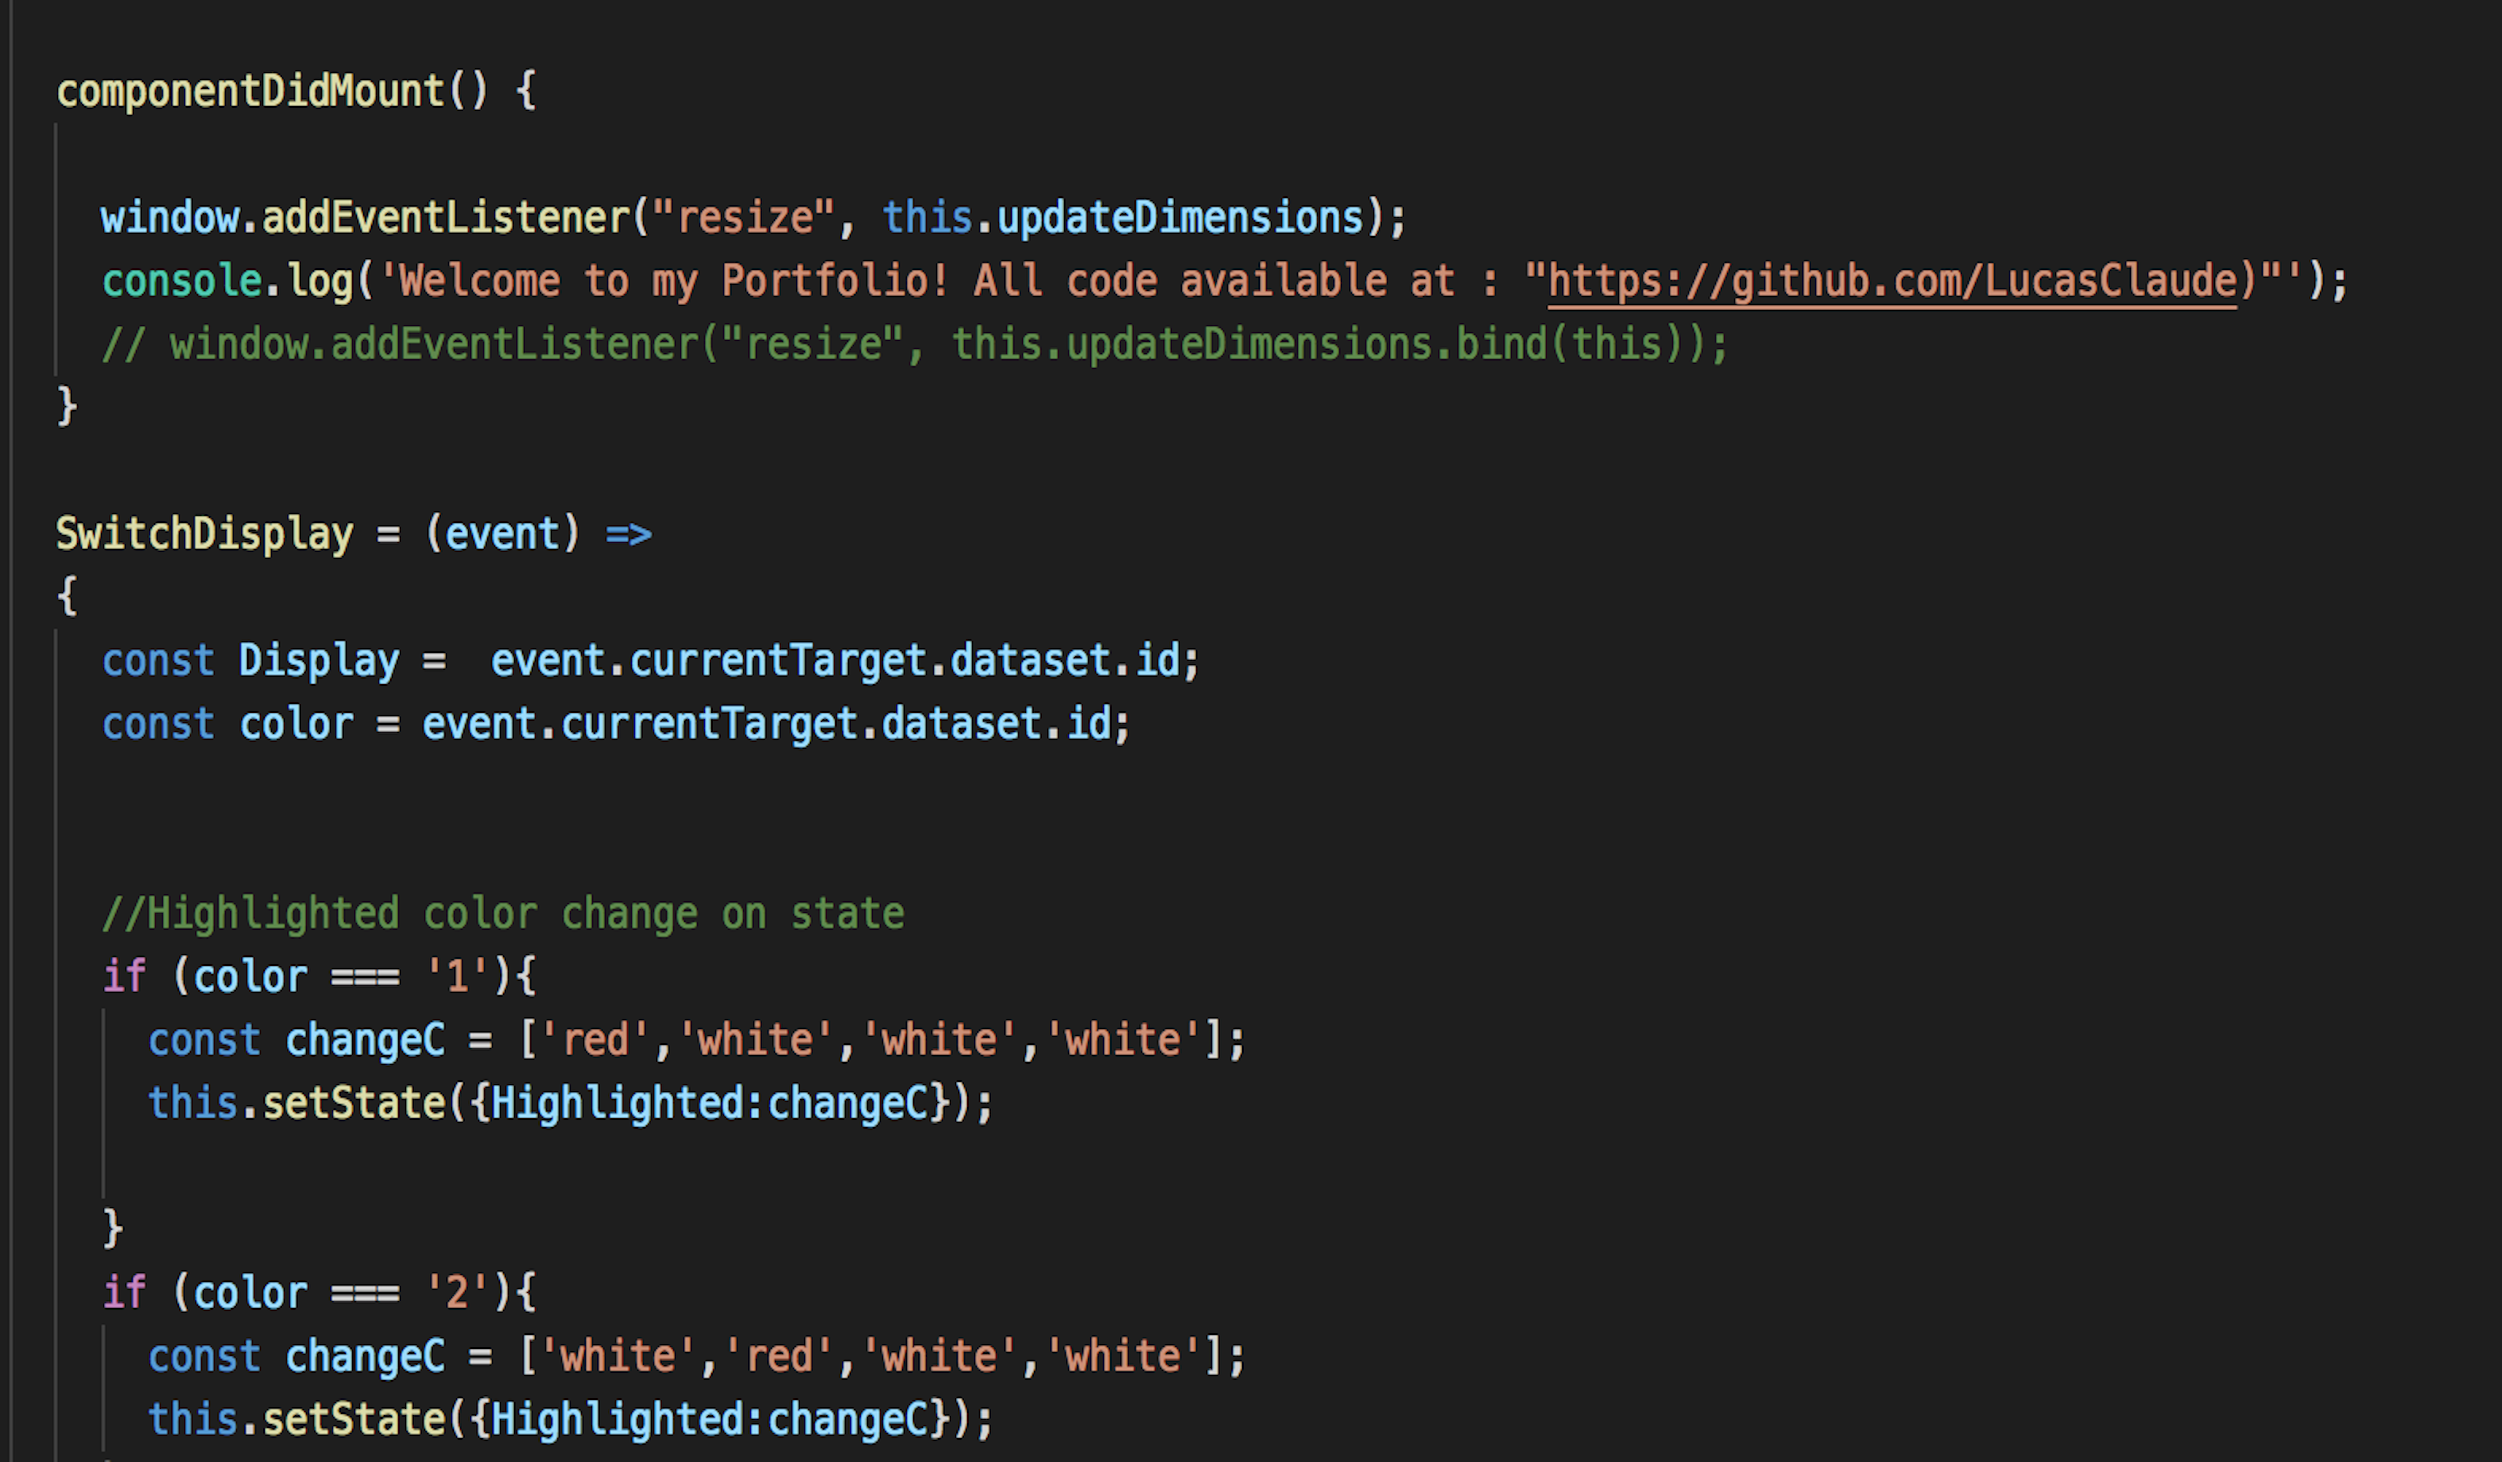 componentDidMount() {
window.addEventListener("resize", this.updateDimensions);
console.log('Welcome to my Portfolio! All code available at : "https://github.com/LucasClaude)"');
// window.addEventListener("resize", this.updateDimensions.bind(this));
}
SwitchDisplay = (event) =>
{
const Display =  event.currentTarget.dataset.id;
const color = event.currentTarget.dataset.id;
//Highlighted color change on state
if (color === '1'){
const changeC = ['red','white','white','white'];
this.setState({Highlighted:changeC});
}
if (color === '2'){
const changeC = ['white','red','white','white'];
this.setState({Highlighted:changeC});